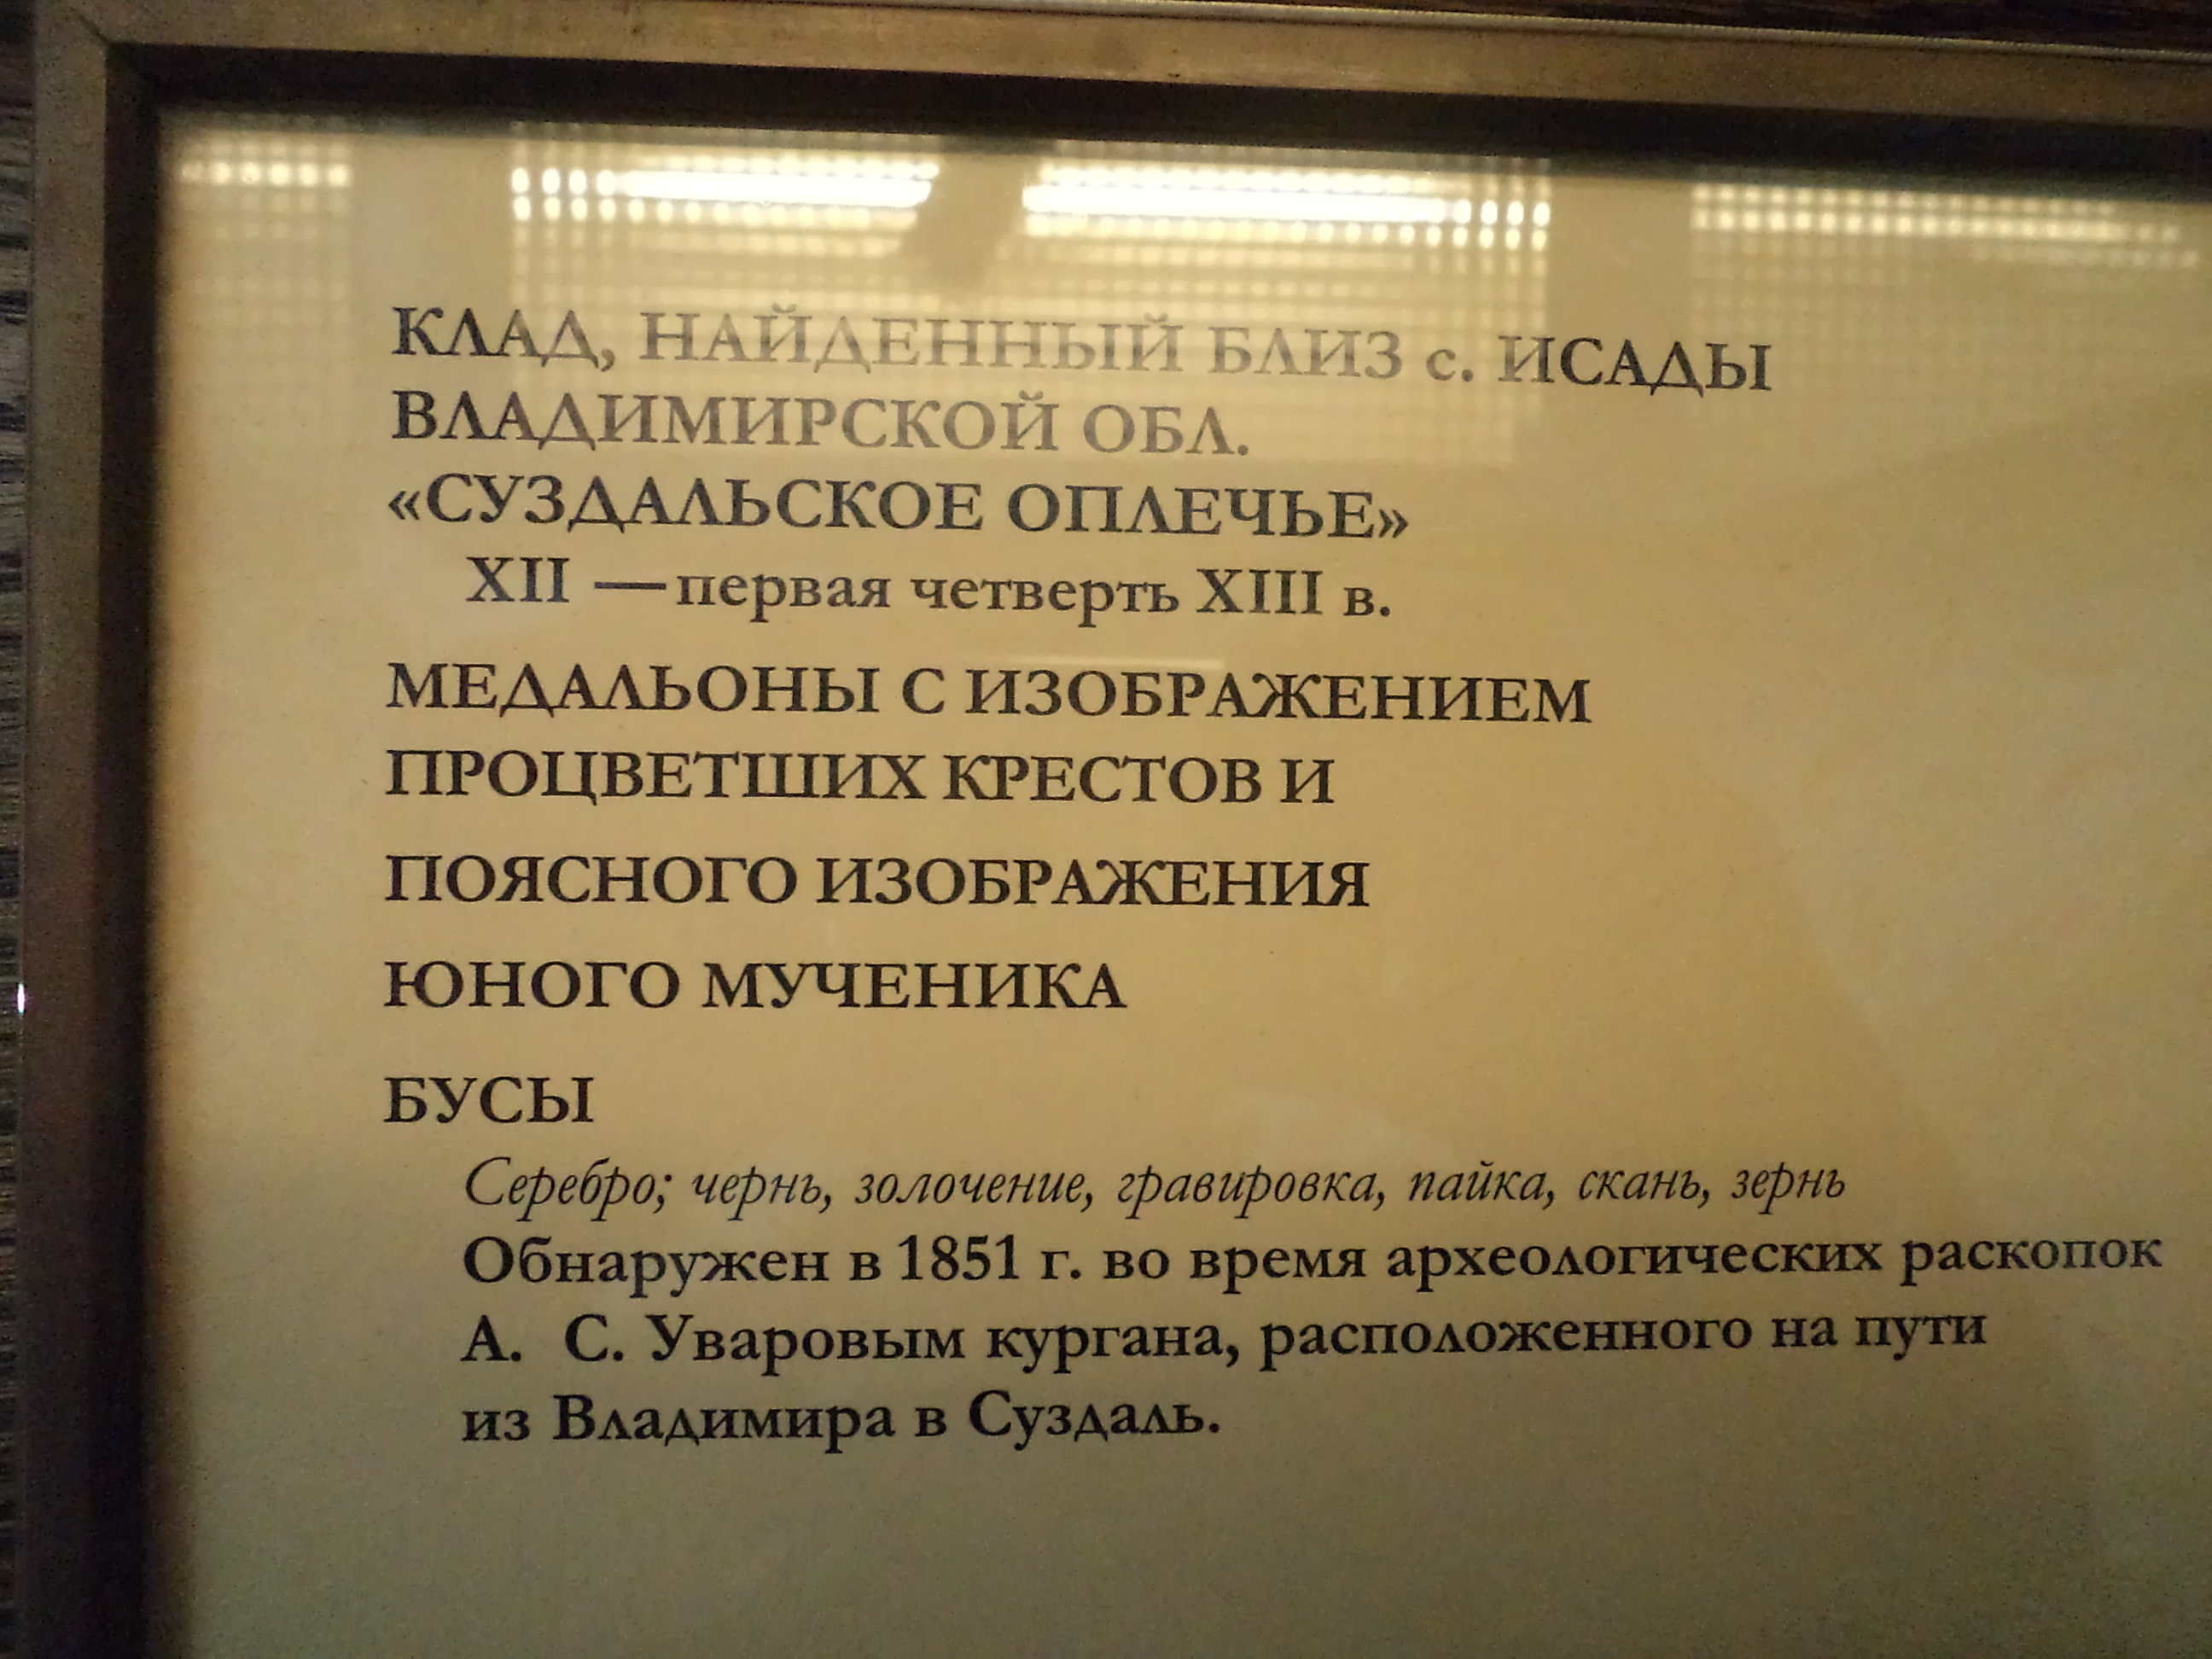 КЛАД, НАЙДЕННЫЙ БЛИЗ с. ИСАДЫ
ВЛАДИМИРСКОЙ ОБЛ.
«СУЗДАЛЬСКОЕ ОПЛЕЧЬЕ»
XII — первая четверть XIII в.
МЕДАЛЬОНЫ С ИЗОБРАЖЕНИЕМ
ПРОЦВЕТШИХ КРЕСТОВ И
ПОЯСНОГО ИЗОБРАЖЕНИЯ
ЮНОГО МУЧЕНИКА
БУСЫ
Серебро; чернь, золочение, гравировка, пайка, скань, зернь
Обнаружен в 1851 г. во время археологических раскопок
А. С. Уваровым кургана, расположенного на пути
из Владимира в Суздаль.